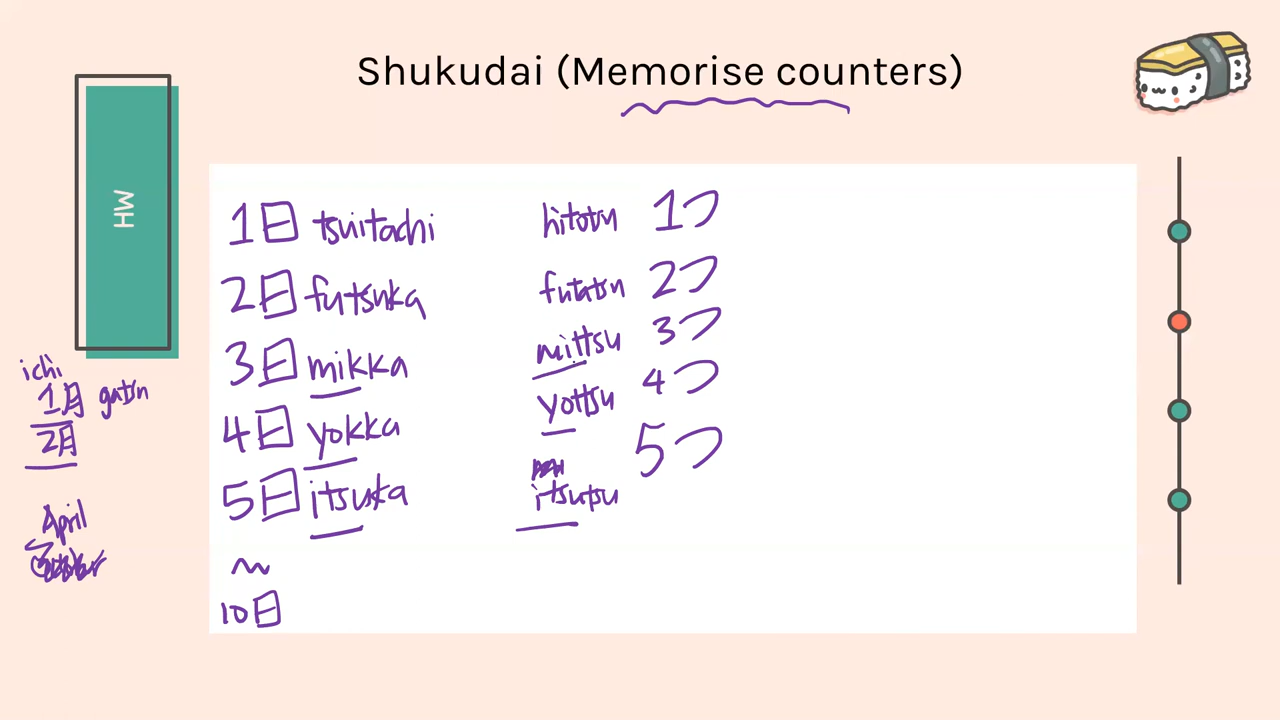 Shukudai (Memorise counters)
HW
1日 tsuitachi hitotsu 1つ
2日 futsuka futatsu 2つ
3日 mikka mittsu 3つ
4日 yokka yottsu 4つ
5日 itsuka itsutsu 5つ
~
10日
ichi
1月 gatsu
2月
April